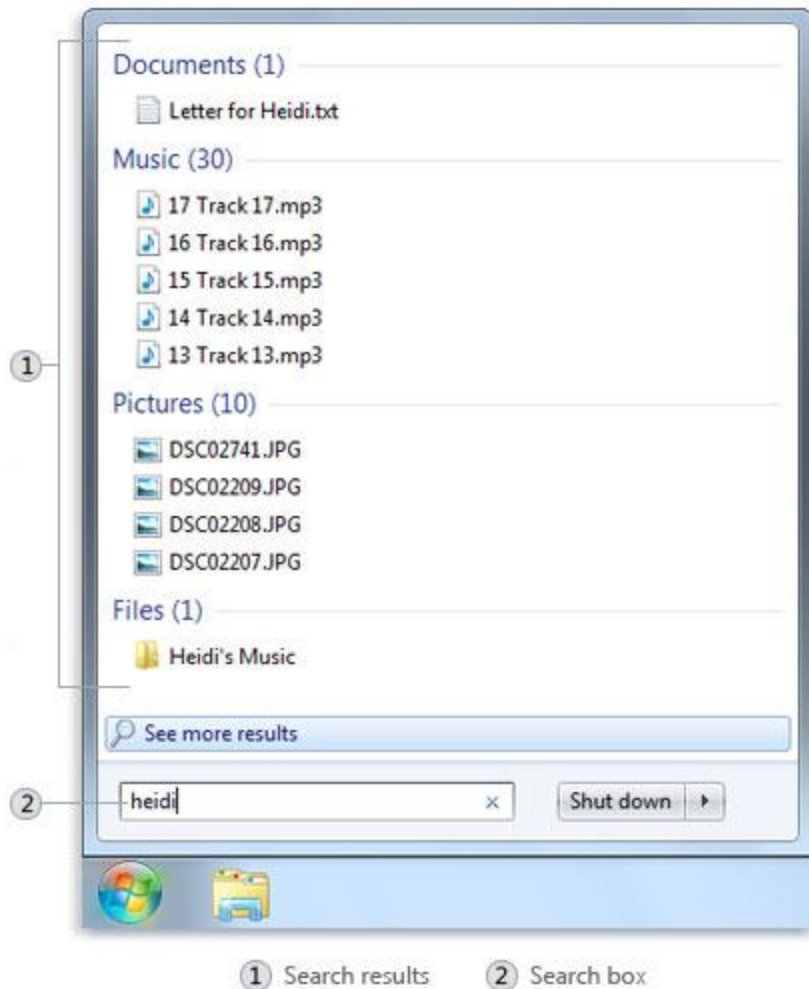 Documents (1)
Letter for Heidi.txt
Music (30)
17 Track 17.mp3
16 Track 16.mp3
15 Track 15.mp3
14 Track 14.mp3
13 Track 13.mp3
1
Pictures (10)
DSC02741.JPG
DSC02209.JPG
DSC02208.JPG
DSC02207.JPG
Files (1)
Heidi's Music
See more results
2 heidi Shut down
1 Search results 2 Search box